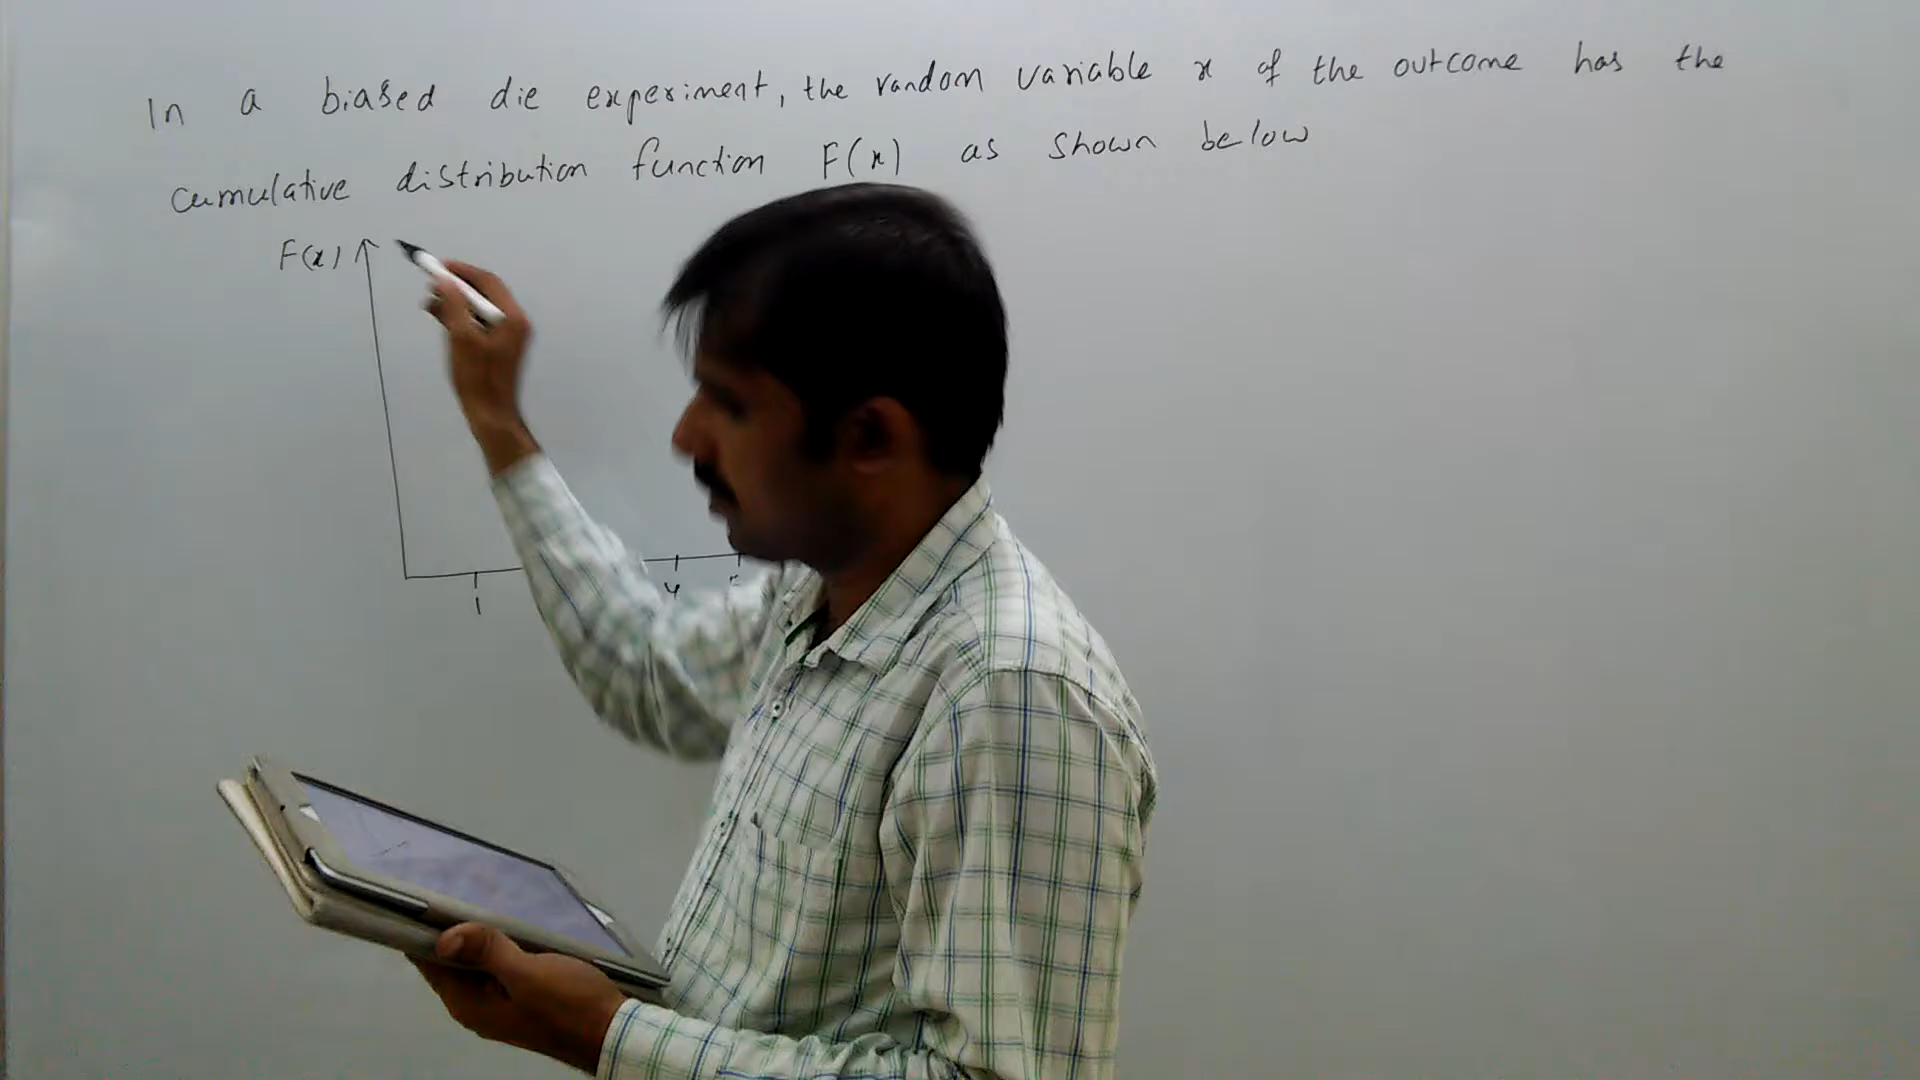 In a biased die experiment, the random variable x of the outcome has the
cumulative distribution function F(x) as shown below
F(x)
1 4